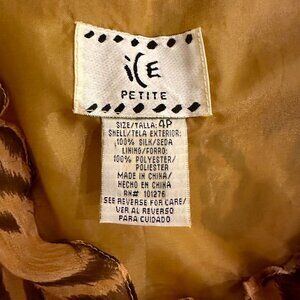 iCE
PETITE
SIZE/TALLA: 4P
SHELL/TELA EXTERIOR:
100% SILK/SEDA
LINING/FORRO:
100% POLYESTER/
POLIESTER
MADE IN CHINA/
HECHO EN CHINA
RN# 101276
SEE REVERSE FOR CARE/
VER AL REVERSO
PARA CUIDADO